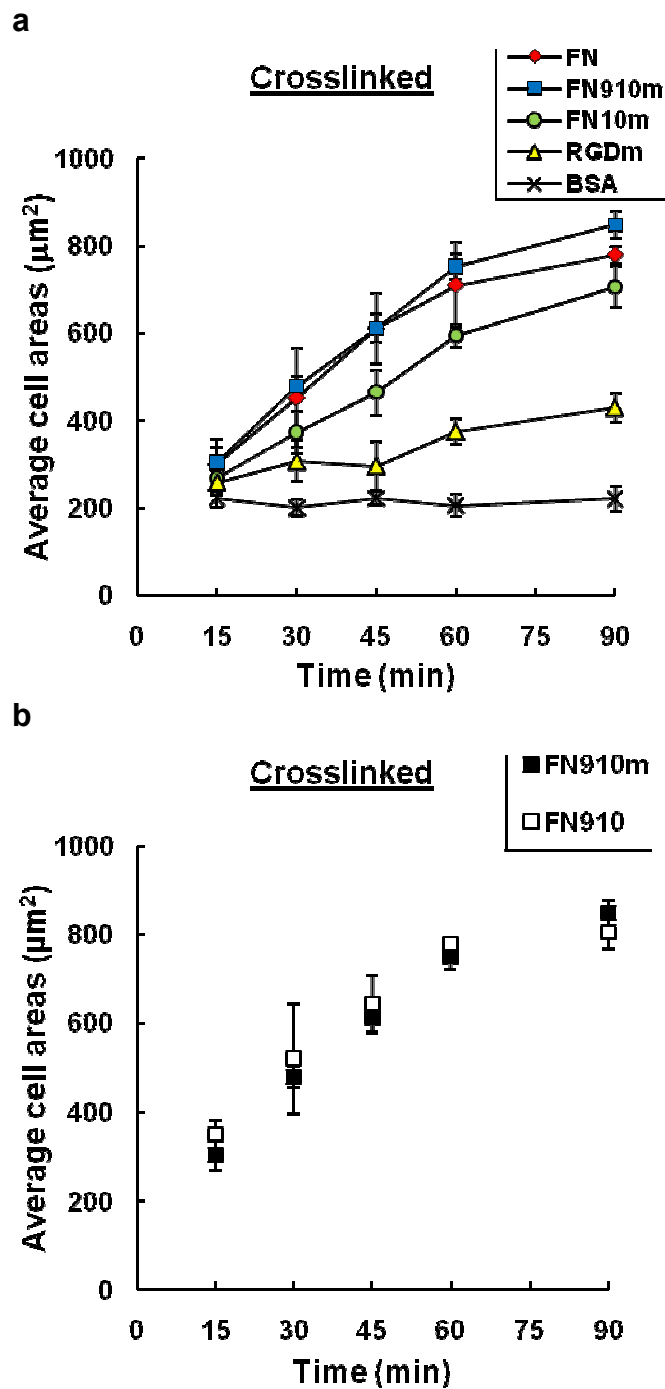 a
Crosslinked
FN
FN910m
FN10m
RGDm
BSA
Average cell areas (µm²)
1000
800
600
400
200
0
0 15 30 45 60 75 90
Time (min)
b
Crosslinked
FN910m
FN910
Average cell areas (µm²)
1000
800
600
400
200
0
0 15 30 45 60 75 90
Time (min)